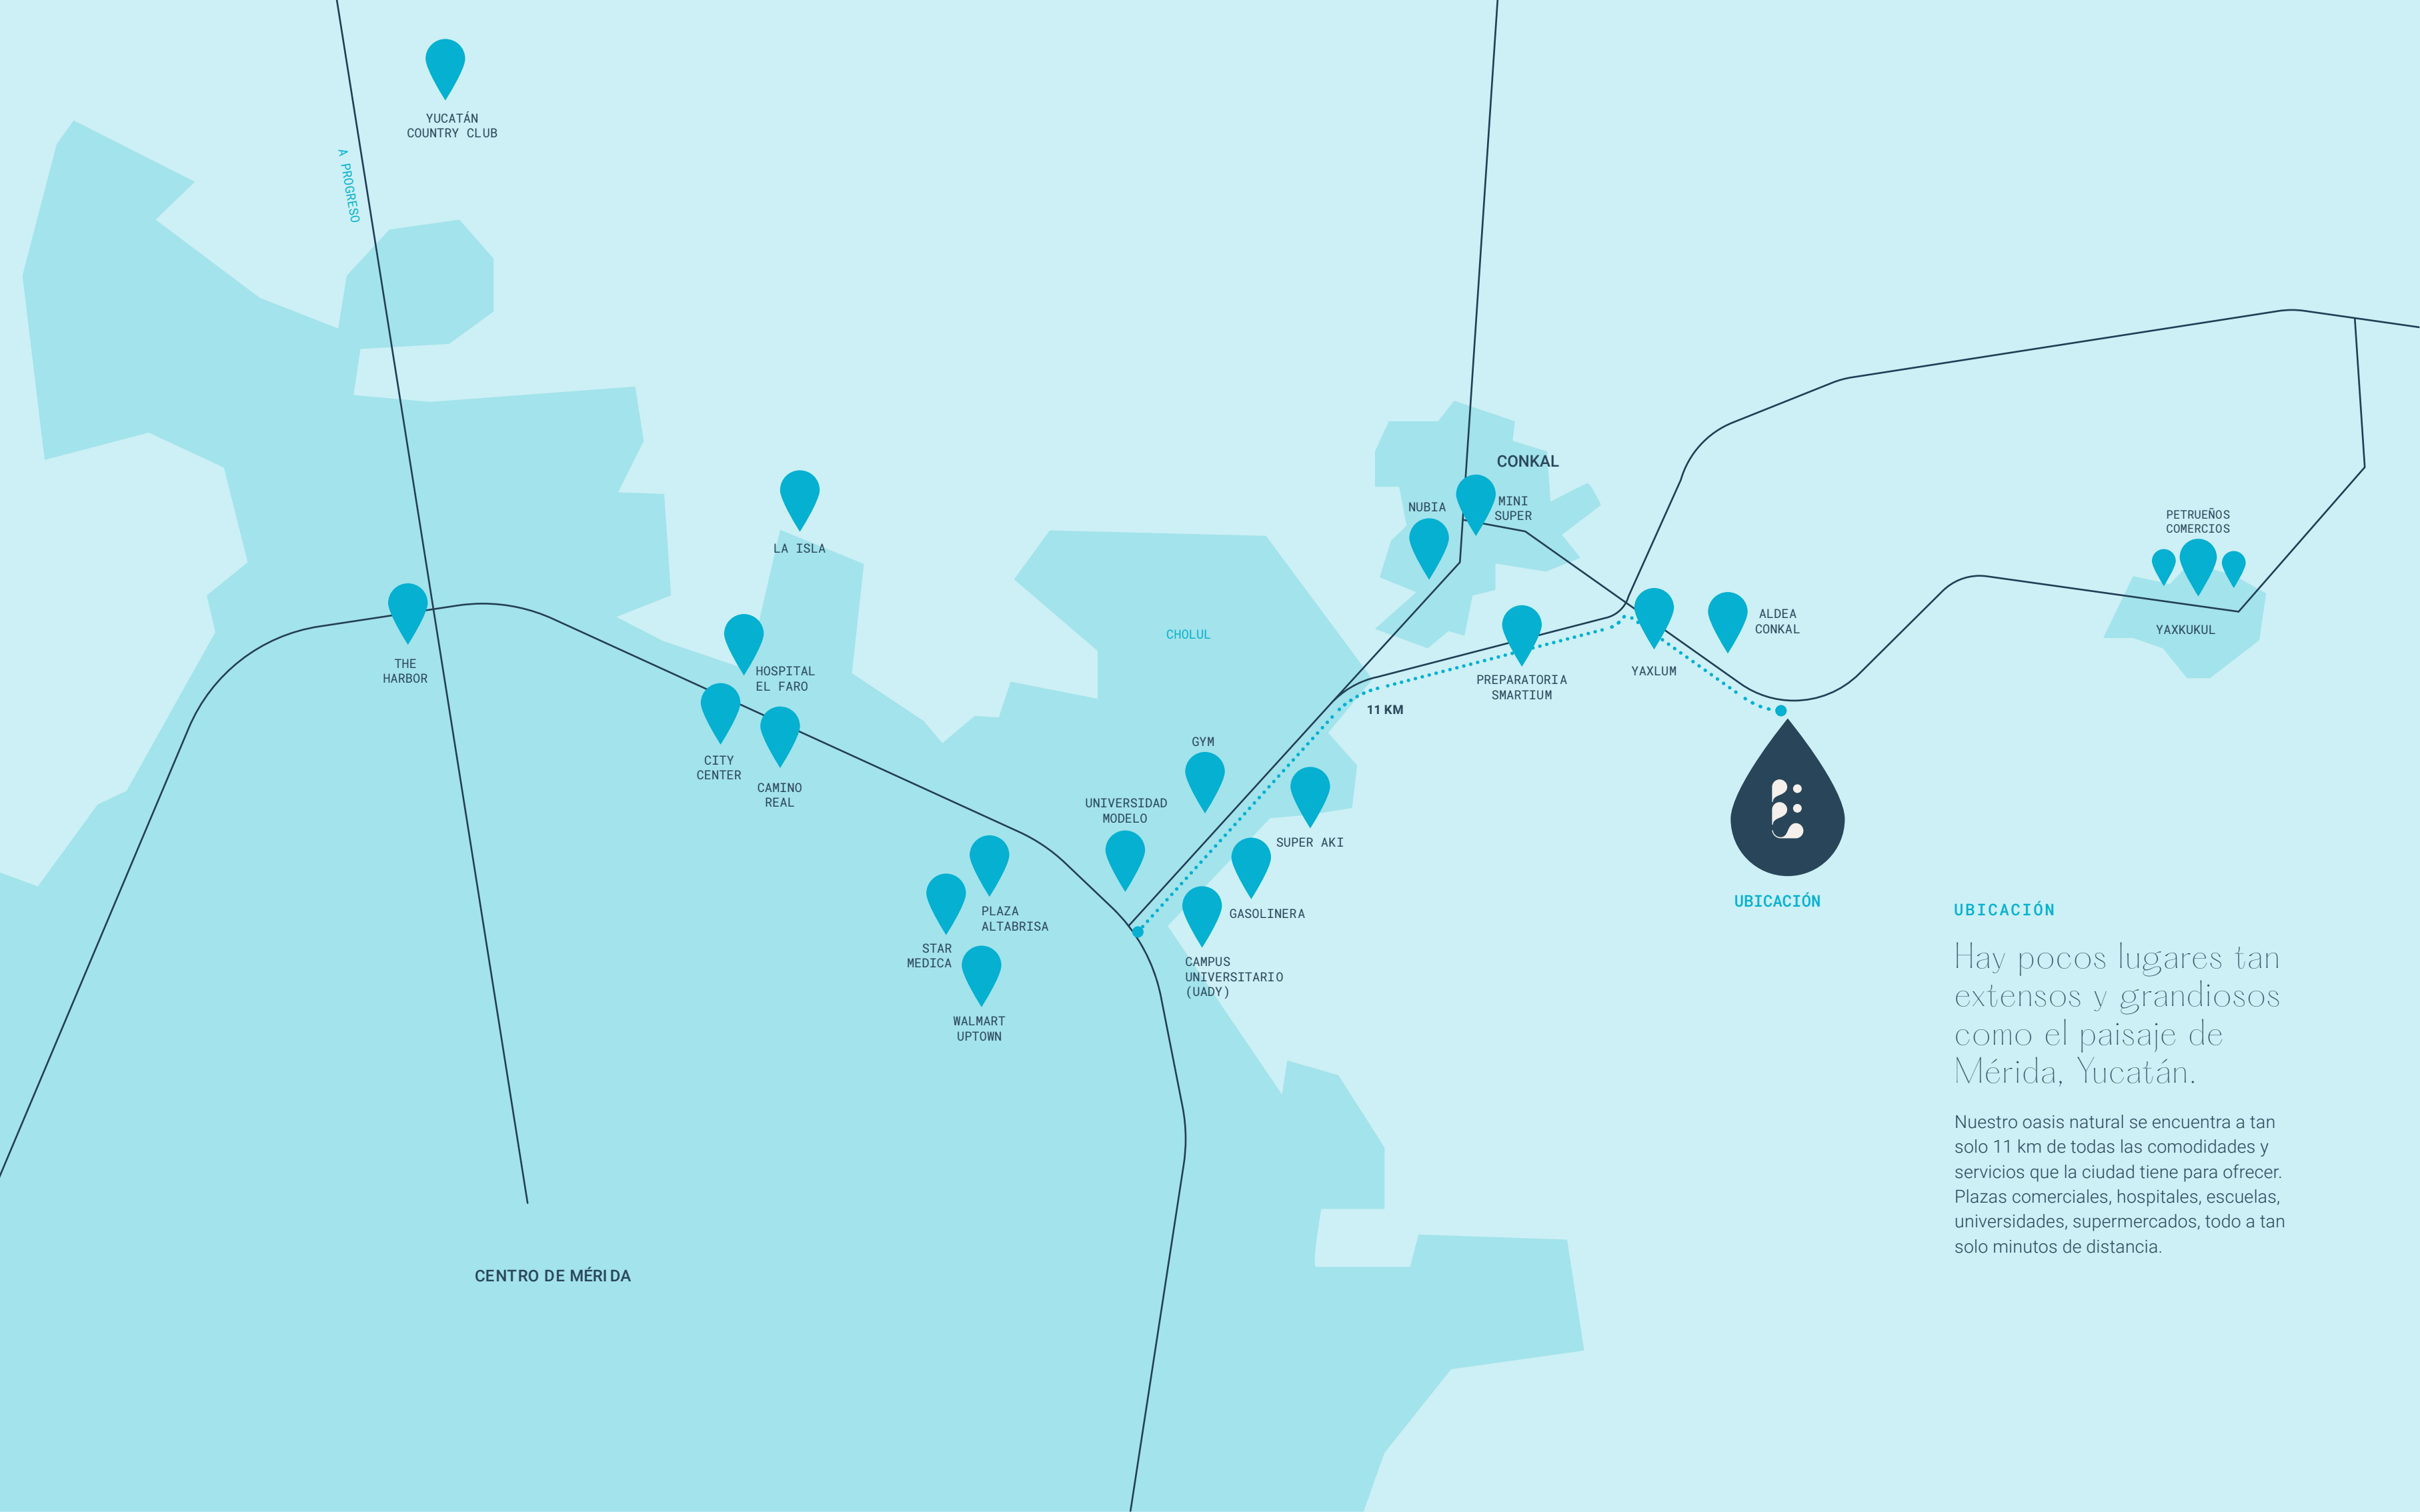 YUCATÁN
COUNTRY CLUB
A PROGRESO
THE
HARBOR
LA ISLA
HOSPITAL
EL FARO
CITY
CENTER
CAMINO
REAL
CHOLUL
CONKAL
NUBIA
MINI
SUPER
PREPARATORIA
SMARTIUM
11 KM
YAXLUM
ALDEA
CONKAL
PETRUEÑOS
COMERCIOS
YAXKUKUL
GYM
UNIVERSIDAD
MODELO
SUPER AKI
GASOLINERA
CAMPUS
UNIVERSITARIO
(UADY)
PLAZA
ALTABRISA
STAR
MEDICA
WALMART
UPTOWN
CENTRO DE MÉRIDA
UBICACIÓN
UBICACIÓN
Hay pocos lugares tan
extensos y grandiosos
como el paisaje de
Mérida, Yucatán.
Nuestro oasis natural se encuentra a tan
solo 11 km de todas las comodidades y
servicios que la ciudad tiene para ofrecer.
Plazas comerciales, hospitales, escuelas,
universidades, supermercados, todo a tan
solo minutos de distancia.